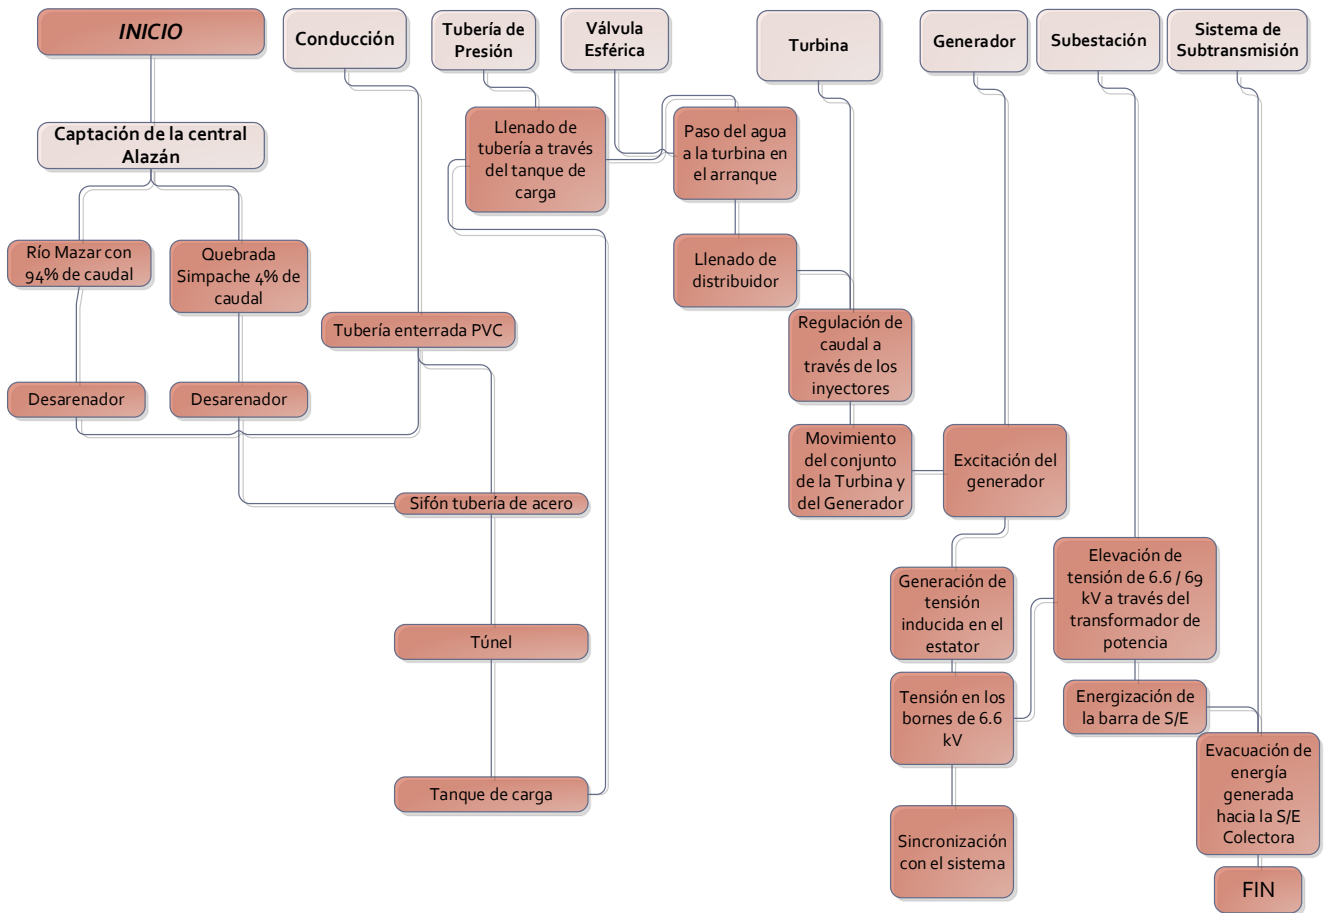 INICIO
Conducción
Tubería de
Presión
Válvula
Esférica
Turbina
Generador
Subestación
Sistema de
Subtransmisión
Captación de la central
Alazán
Río Mazar con
94% de caudal
Quebrada
Simpache 4% de
caudal
Desarenador
Desarenador
Tubería enterrada PVC
Sifón tubería de acero
Túnel
Tanque de carga
Llenado de
tubería a través
del tanque de
carga
Paso del agua
a la turbina en
el arranque
Llenado de
distribuidor
Regulación de
caudal a
través de los
inyectores
Movimiento
del conjunto
de la Turbina y
del Generador
Excitación del
generador
Generación de
tensión
inducida en el
estator
Tensión en los
bornes de 6.6
kV
Sincronización
con el sistema
Elevación de
tensión de 6.6 / 69
kV a través del
transformador de
potencia
Energización de
la barra de S/E
Evacuación de
energía
generada
hacia la S/E
Colectora
FIN